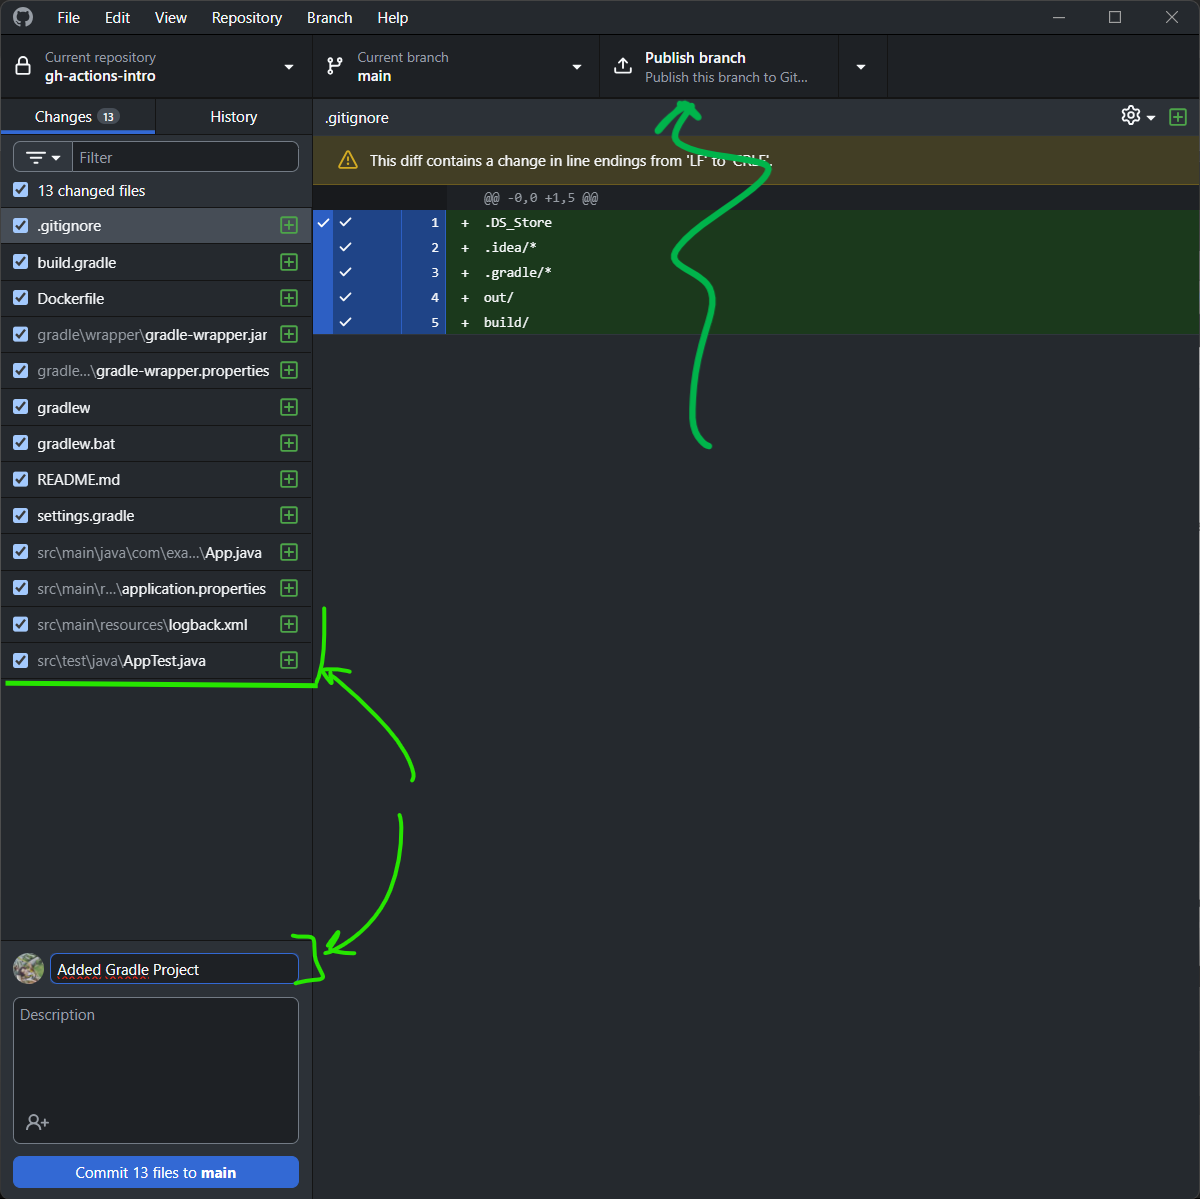 File Edit View Repository Branch Help
Current repository
gh-actions-intro
Current branch
main
Publish branch
Publish this branch to Git...
Changes 13
History
.gitignore
Filter
This diff contains a change in line endings from 'LF' to 'CRLF'.
13 changed files
@@ -0,0 +1,5 @@
.gitignore
build.gradle
Dockerfile
gradle\wrapper\gradle-wrapper.jar
gradle...\gradle-wrapper.properties
gradlew
gradlew.bat
README.md
settings.gradle
src\main\java\com\exa...\App.java
src\main\r...\application.properties
src\main\resources\logback.xml
src\test\java\AppTest.java
1 + .DS_Store
2 + .idea/*
3 + .gradle/*
4 + out/
5 + build/
Added Gradle Project
Description
Commit 13 files to main